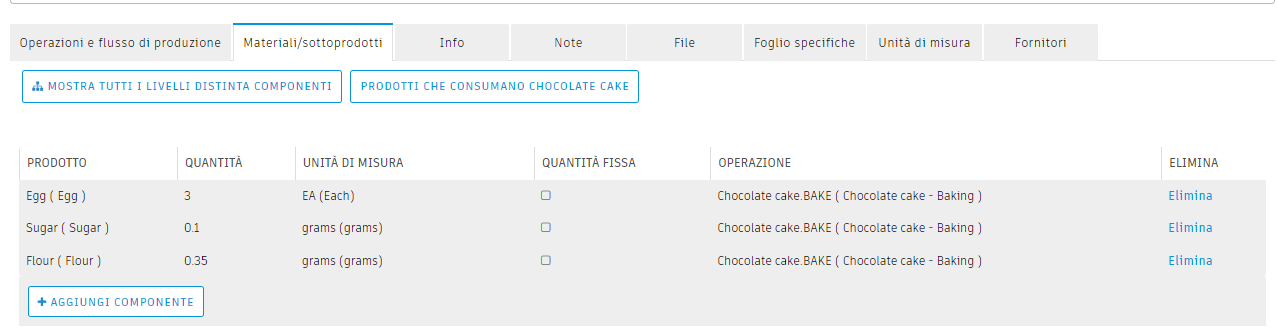 Operazioni e flusso di produzione Materiali/sottoprodotti Info Note File Foglio specifiche Unità di misura Fornitori
MOSTRA TUTTI I LIVELLI DISTINTA COMPONENTI PRODOTTI CHE CONSUMANO CHOCOLATE CAKE
PRODOTTO QUANTITÀ UNITÀ DI MISURA QUANTITÀ FISSA OPERAZIONE ELIMINA
Egg ( Egg ) 3 EA (Each) Chocolate cake.BAKE ( Chocolate cake - Baking ) Elimina
Sugar ( Sugar ) 0.1 grams (grams) Chocolate cake.BAKE ( Chocolate cake - Baking ) Elimina
Flour ( Flour ) 0.35 grams (grams) Chocolate cake.BAKE ( Chocolate cake - Baking ) Elimina
+ AGGIUNGI COMPONENTE